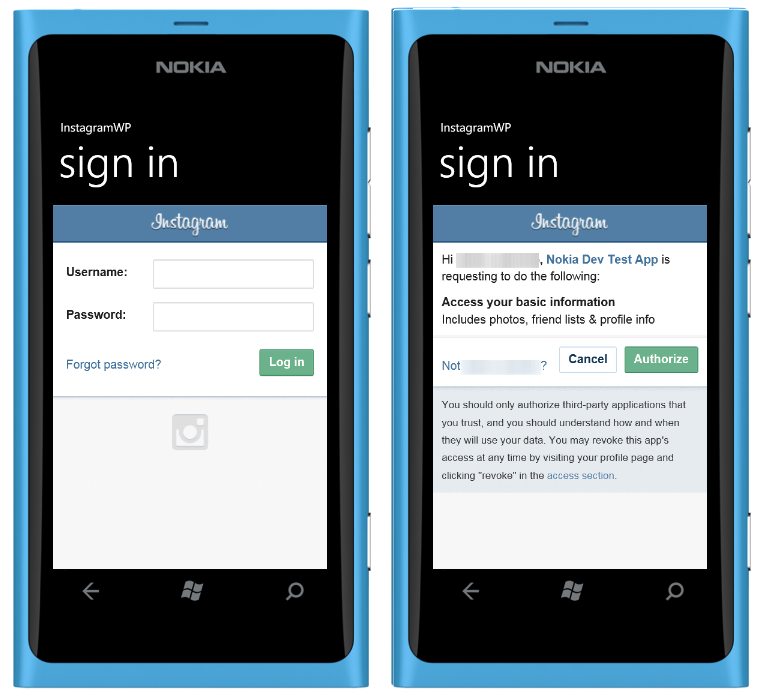 NOKIA
InstagramWP
sign in
Instagram
Username:
Password:
Forgot password?
Log in
NOKIA
InstagramWP
sign in
Instagram
Hi , Nokia Dev Test App is
requesting to do the following:
Access your basic information
Includes photos, friend lists & profile info
Not ?
Cancel
Authorize
You should only authorize third-party applications that
you trust, and you should understand how and when
they will use your data. You may revoke this app's
access at any time by visiting your profile page and
clicking "revoke" in the access section.